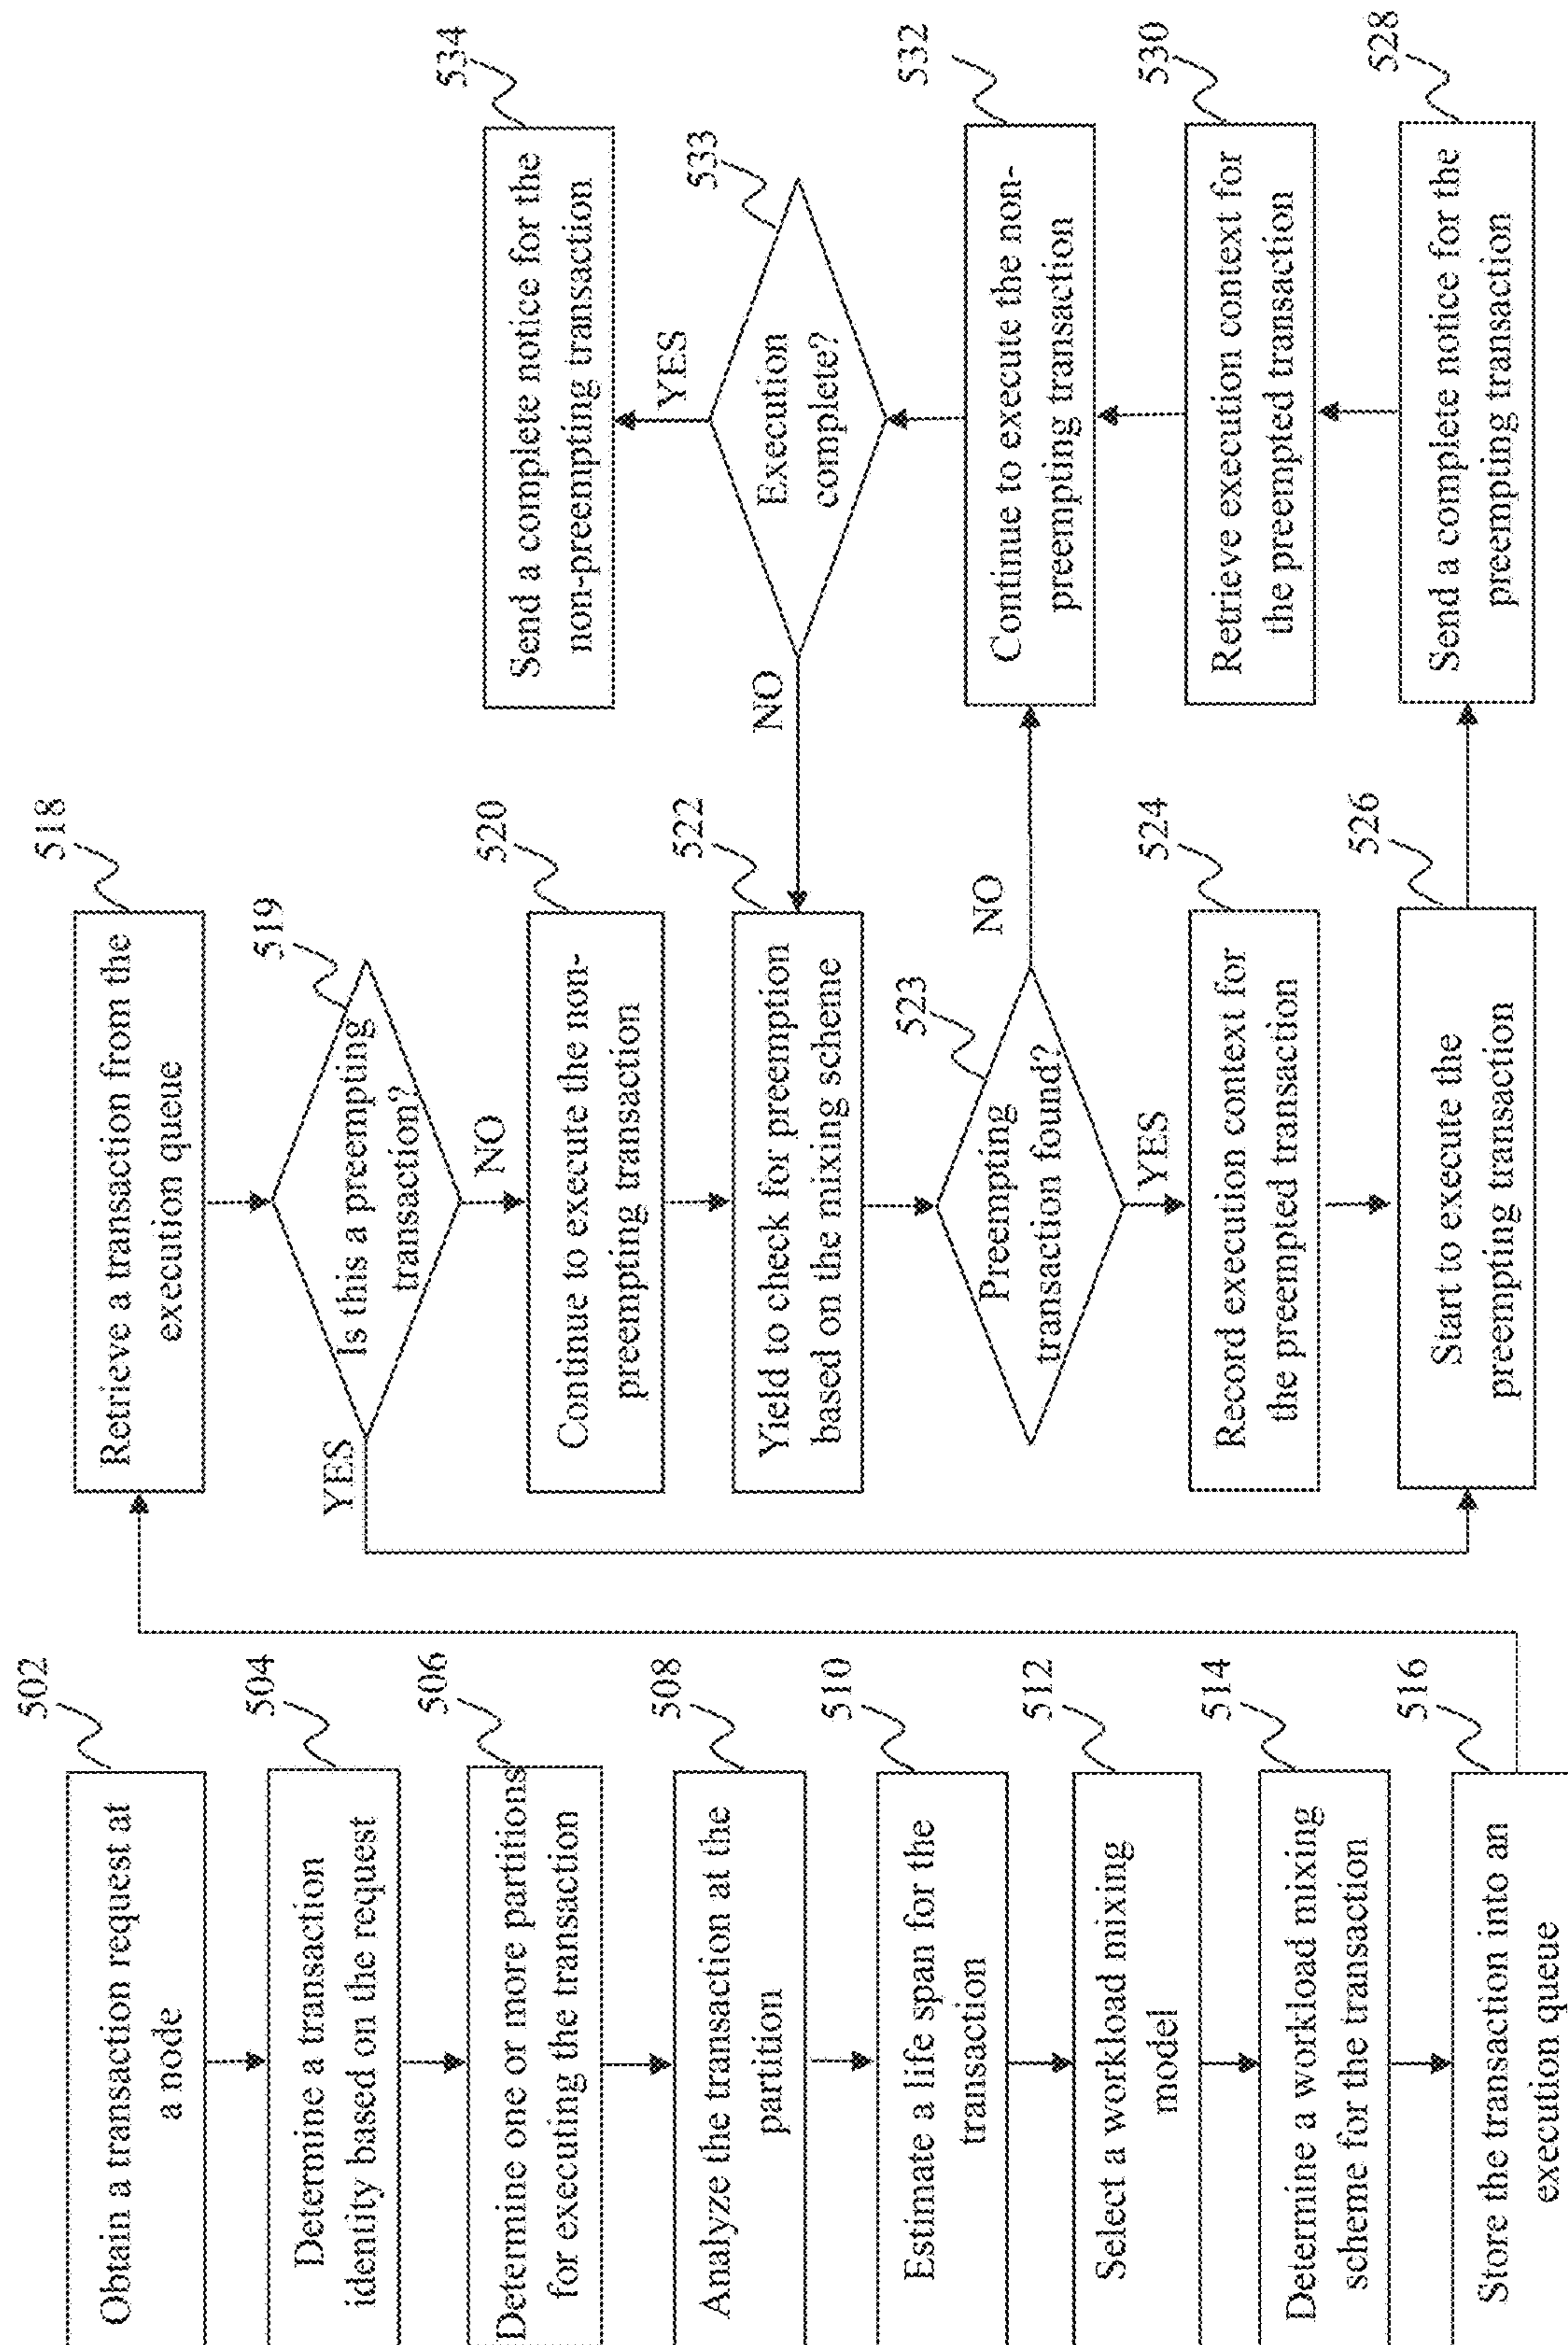 502
Obtain a transaction request at
a node
504
Determine a transaction
identity based on the request
506
Determine one or more partitions
for executing the transaction
508
Analyze the transaction at the
partition
510
Estimate a life span for the
transaction
512
Select a workload mixing
model
514
Determine a workload mixing
scheme for the transaction
516
Store the transaction into an
execution queue
518
Retrieve a transaction from the
execution queue
519
Is this a preempting
transaction?
YES
NO
520
Continue to execute the non-
preempting transaction
522
Yield to check for preemption
based on the mixing scheme
523
Preempting
transaction found?
NO
YES
524
Record execution context for
the preempted transaction
526
Start to execute the
preempting transaction
534
Send a complete notice for the
non-preempting transaction
533
YES
Execution
complete?
NO
532
Continue to execute the non-
preempting transaction
530
Retrieve execution context for
the preempted transaction
528
Send a complete notice for the
preempting transaction